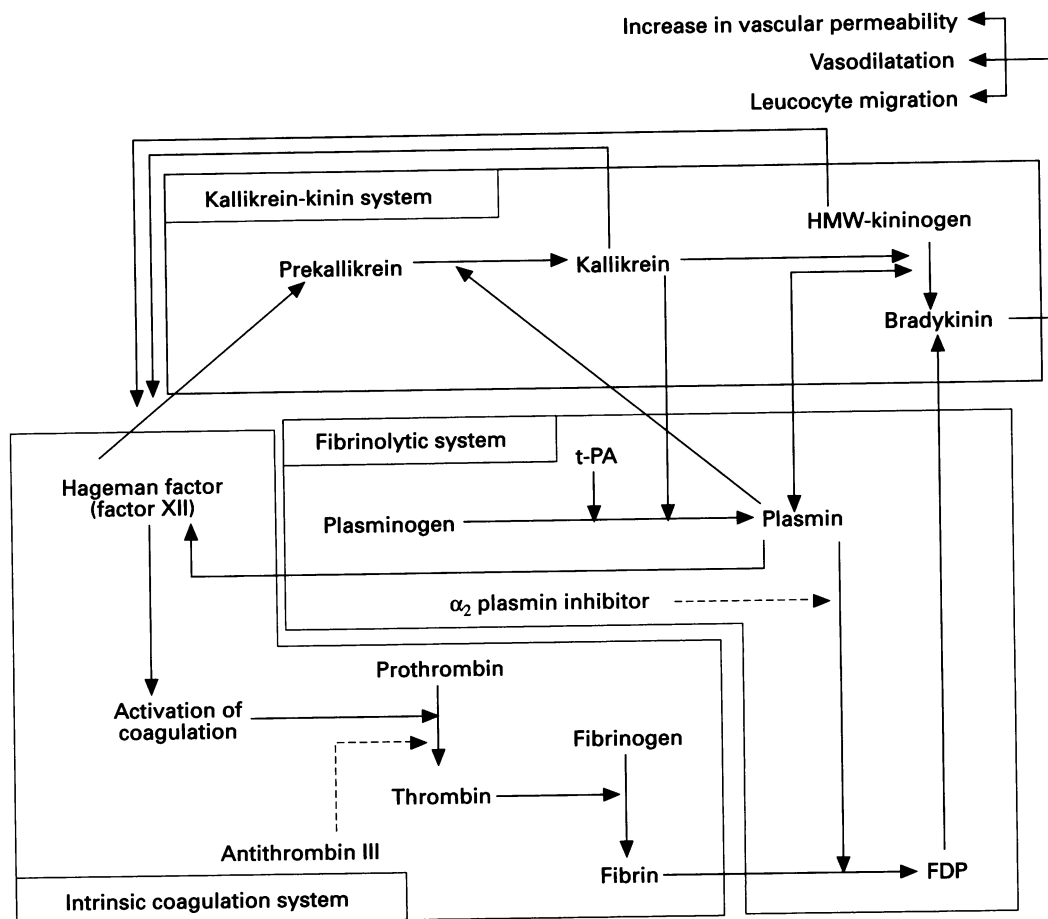 Increase in vascular permeability
Vasodilatation
Leucocyte migration
Kallikrein-kinin system
HMW-kininogen
Prekallikrein
Kallikrein
Bradykinin
Fibrinolytic system
t-PA
Hageman factor
(factor XII)
Plasminogen
Plasmin
α₂ plasmin inhibitor
Prothrombin
Activation of
coagulation
Fibrinogen
Thrombin
Antithrombin III
Fibrin
FDP
Intrinsic coagulation system